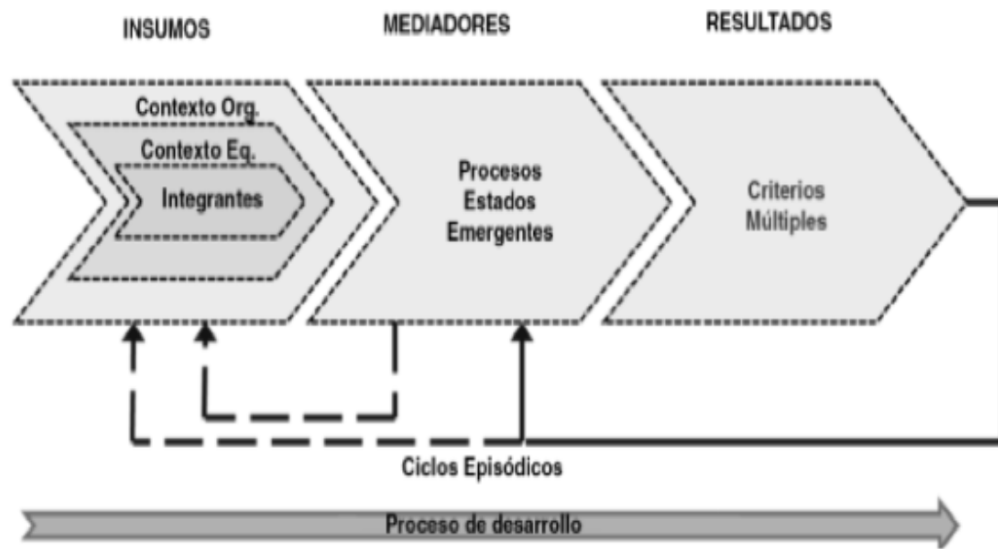 INSUMOS
MEDIADORES
RESULTADOS
Contexto Org.
Contexto Eq.
Integrantes
Procesos
Estados
Emergentes
Criterios
Múltiples
Ciclos Episódicos
Proceso de desarrollo